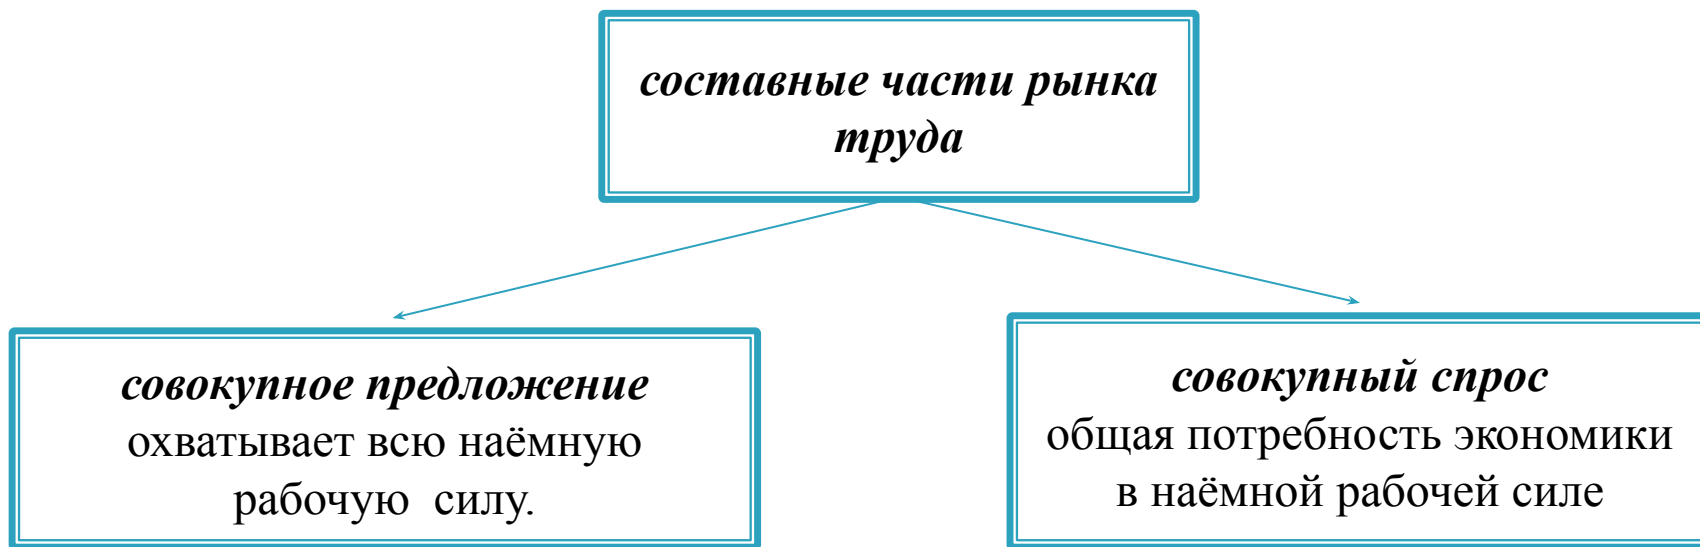 составные части рынка
труда
совокупное предложение
охватывает всю наёмную
рабочую силу.
совокупный спрос
общая потребность экономики
в наёмной рабочей силе